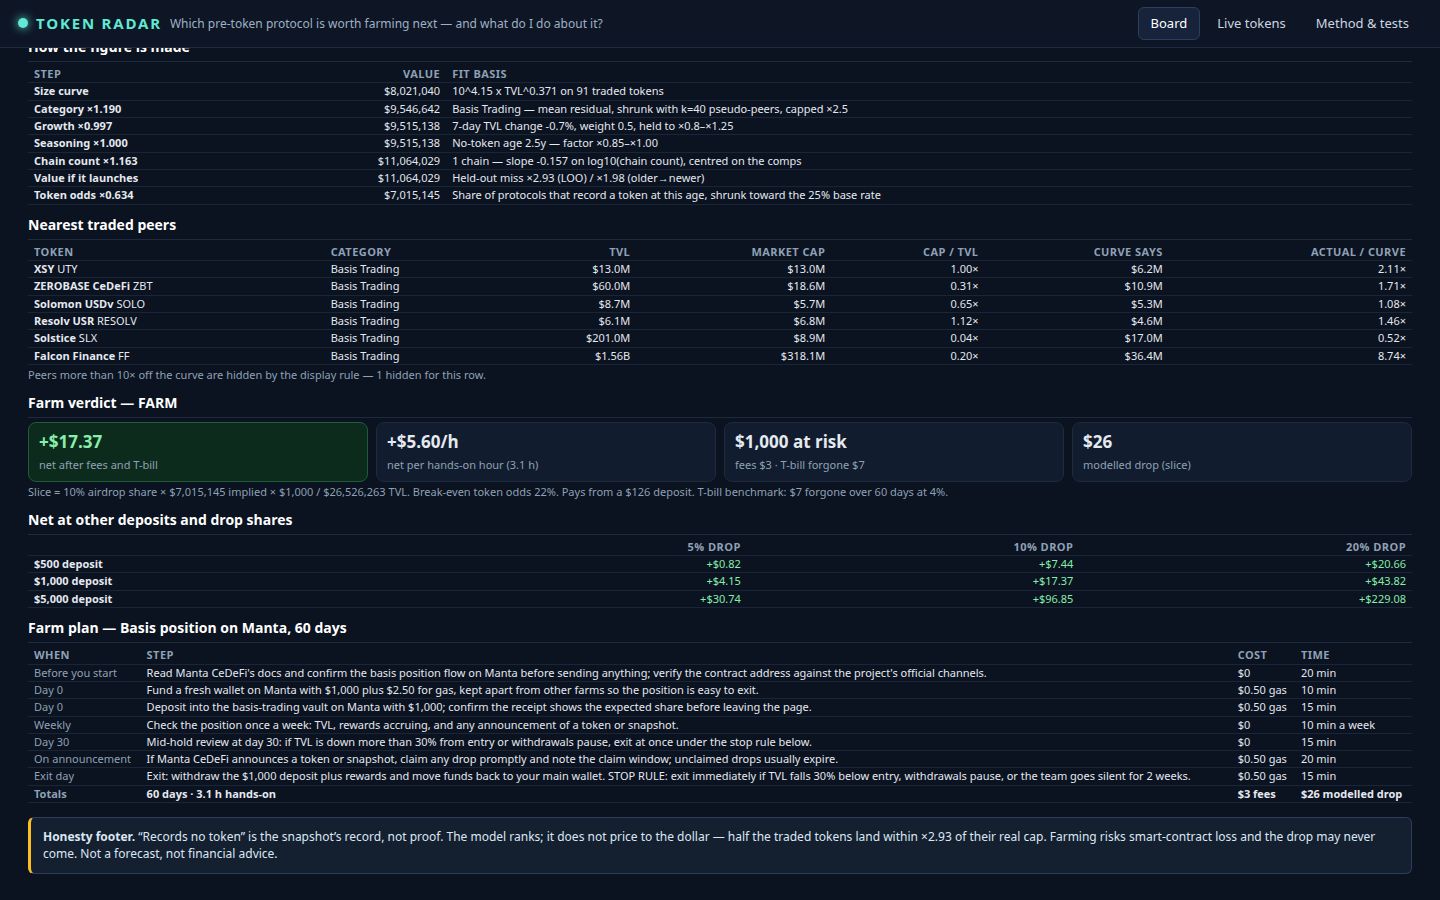 TOKEN RADAR Which pre-token protocol is worth farming next — and what do I do about it? Board Live tokens Method & tests
How the figure is made
STEP VALUE FIT BASIS
Size curve $8,021,040 10^4.15 x TVL^0.371 on 91 traded tokens
Category ×1.190 $9,546,642 Basis Trading — mean residual, shrunk with k=40 pseudo-peers, capped ×2.5
Growth ×0.997 $9,515,138 7-day TVL change -0.7%, weight 0.5, held to ×0.8–×1.25
Seasoning ×1.000 $9,515,138 No-token age 2.5y — factor ×0.85–×1.00
Chain count ×1.163 $11,064,029 1 chain — slope -0.157 on log10(chain count), centred on the comps
Value if it launches $11,064,029 Held-out miss ×2.93 (LOO) / ×1.98 (older→newer)
Token odds ×0.634 $7,015,145 Share of protocols that record a token at this age, shrunk toward the 25% base rate
Nearest traded peers
TOKEN CATEGORY TVL MARKET CAP CAP / TVL CURVE SAYS ACTUAL / CURVE
XSY UTY Basis Trading $13.0M $13.0M 1.00× $6.2M 2.11×
ZEROBASE CeDeFi ZBT Basis Trading $60.0M $18.6M 0.31× $10.9M 1.71×
Solomon USDv SOLO Basis Trading $8.7M $5.7M 0.65× $5.3M 1.08×
Resolv USR RESOLV Basis Trading $6.1M $6.8M 1.12× $4.6M 1.46×
Solstice SLX Basis Trading $201.0M $8.9M 0.04× $17.0M 0.52×
Falcon Finance FF Basis Trading $1.56B $318.1M 0.20× $36.4M 8.74×
Peers more than 10× off the curve are hidden by the display rule — 1 hidden for this row.
Farm verdict — FARM
+$17.37 +$5.60/h $1,000 at risk $26
net after fees and T-bill net per hands-on hour (3.1 h) fees $3 · T-bill forgone $7 modelled drop (slice)
Slice = 10% airdrop share × $7,015,145 implied × $1,000 / $26,526,263 TVL. Break-even token odds 22%. Pays from a $126 deposit. T-bill benchmark: $7 forgone over 60 days at 4%.
Net at other deposits and drop shares
5% DROP 10% DROP 20% DROP
$500 deposit +$0.82 +$7.44 +$20.66
$1,000 deposit +$4.15 +$17.37 +$43.82
$5,000 deposit +$30.74 +$96.85 +$229.08
Farm plan — Basis position on Manta, 60 days
WHEN STEP COST TIME
Before you start Read Manta CeDeFi's docs and confirm the basis position flow on Manta before sending anything; verify the contract address against the project's official channels. $0 20 min
Day 0 Fund a fresh wallet on Manta with $1,000 plus $2.50 for gas, kept apart from other farms so the position is easy to exit. $0.50 gas 10 min
Day 0 Deposit into the basis-trading vault on Manta with $1,000; confirm the receipt shows the expected share before leaving the page. $0.50 gas 15 min
Weekly Check the position once a week: TVL, rewards accruing, and any announcement of a token or snapshot. $0 10 min a week
Day 30 Mid-hold review at day 30: if TVL is down more than 30% from entry or withdrawals pause, exit at once under the stop rule below. $0 15 min
On announcement If Manta CeDeFi announces a token or snapshot, claim any drop promptly and note the claim window; unclaimed drops usually expire. $0.50 gas 20 min
Exit day Exit: withdraw the $1,000 deposit plus rewards and move funds back to your main wallet. STOP RULE: exit immediately if TVL falls 30% below entry, withdrawals pause, or the team goes silent for 2 weeks. $0.50 gas 15 min
Totals 60 days · 3.1 h hands-on $3 fees $26 modelled drop
Honesty footer. “Records no token” is the snapshot’s record, not proof. The model ranks; it does not price to the dollar — half the traded tokens land within ×2.93 of their real cap. Farming risks smart-contract loss and the drop may never
come. Not a forecast, not financial advice.